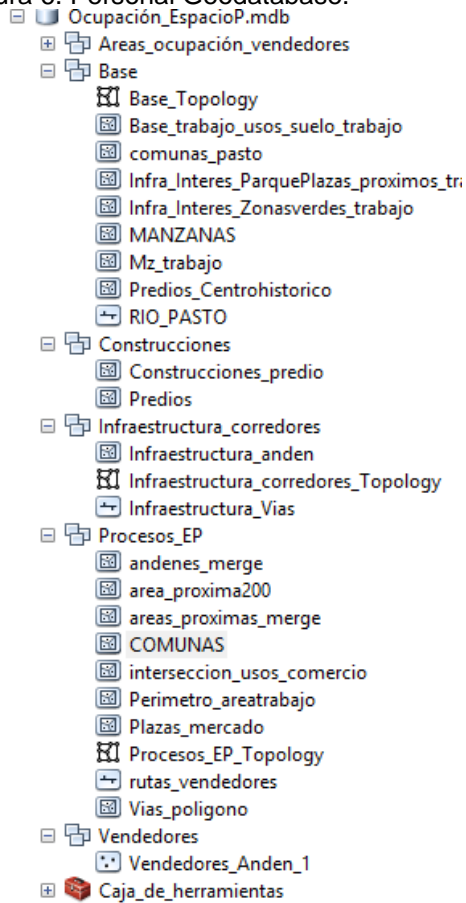 Ocupación_EspacioP.mdb
Areas_ocupación_vendedores
Base
Base_Topology
Base_trabajo_usos_suelo_trabajo
comunas_pasto
Infra_Interes_ParquePlazas_proximos_tra
Infra_Interes_Zonasverdes_trabajo
MANZANAS
Mz_trabajo
Predios_Centrohistorico
RIO_PASTO
Construcciones
Construcciones_predio
Predios
Infraestructura_corredores
Infraestructura_anden
Infraestructura_corredores_Topology
Infraestructura_Vias
Procesos_EP
andenes_merge
area_proxima200
areas_proximas_merge
COMUNAS
interseccion_usos_comercio
Perimetro_areatrabajo
Plazas_mercado
Procesos_EP_Topology
rutas_vendedores
Vias_poligono
Vendedores
Vendedores_Anden_1
Caja_de_herramientas